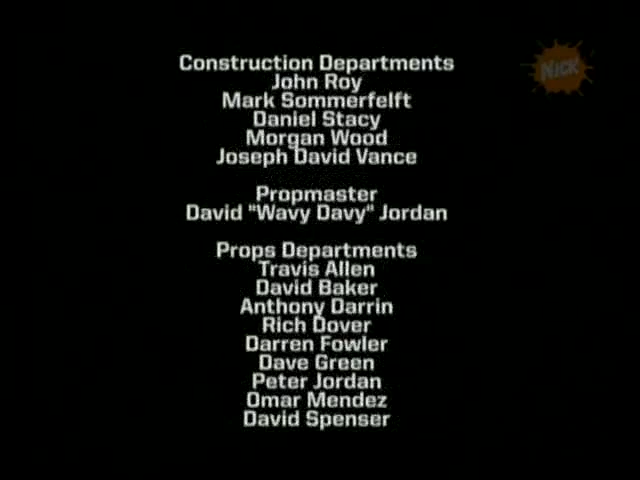 Construction Departments
John Roy
Mark Sommerfelft
Daniel Stacy
Morgan Wood
Joseph David Vance
Propmaster
David "Wavy Davy" Jordan
Props Departments
Travis Allen
David Baker
Anthony Darrin
Rich Dover
Darren Fowler
Dave Green
Peter Jordan
Omar Mendez
David Spenser
NICK